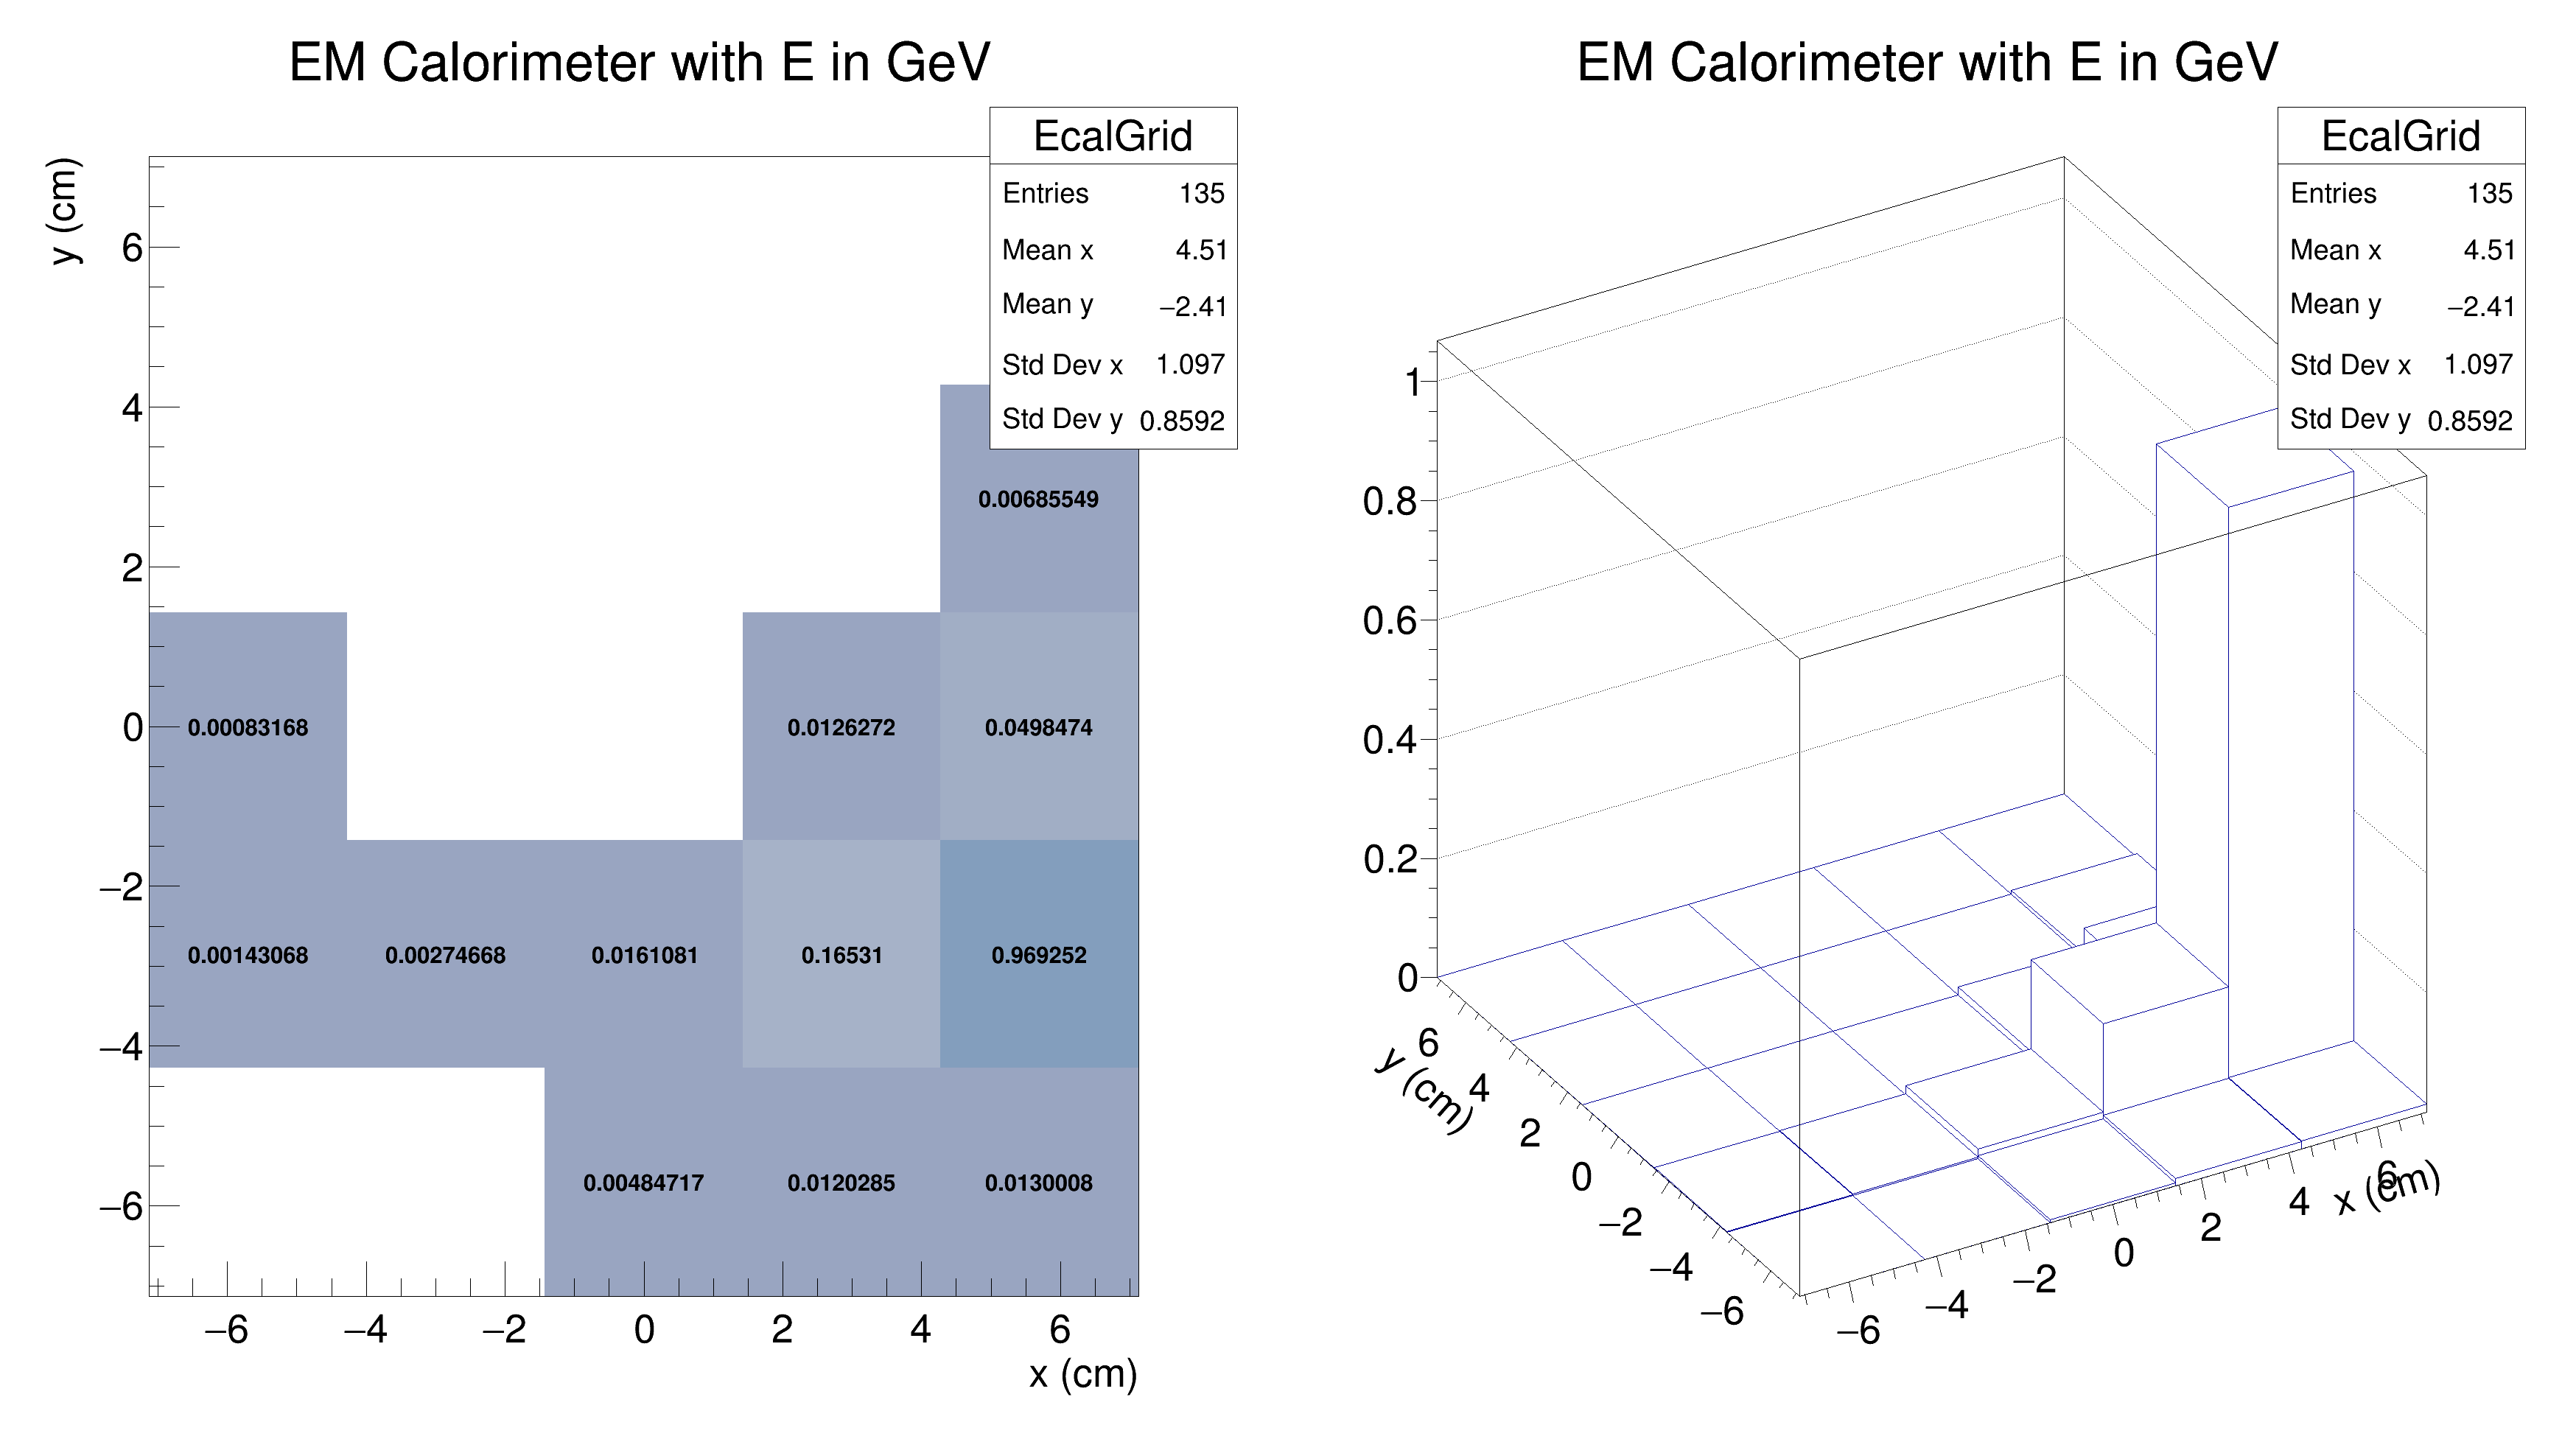 EM Calorimeter with E in GeV
EcalGrid
Entries 135
Mean x 4.51
Mean y −2.41
Std Dev x 1.097
Std Dev y 0.8592
y (cm)
6
4
2
0
−2
−4
−6
0.00685549
0.00083168 0.0126272 0.0498474
0.00143068 0.00274668 0.0161081 0.16531 0.969252
0.00484717 0.0120285 0.0130008
−6 −4 −2 0 2 4 6
x (cm)
EM Calorimeter with E in GeV
EcalGrid
Entries 135
Mean x 4.51
Mean y −2.41
Std Dev x 1.097
Std Dev y 0.8592
1
0.8
0.6
0.4
0.2
0
6
4
2
0
−2
−4
−6
y (cm)
−6
−4
−2
0
2
4
6
x (cm)